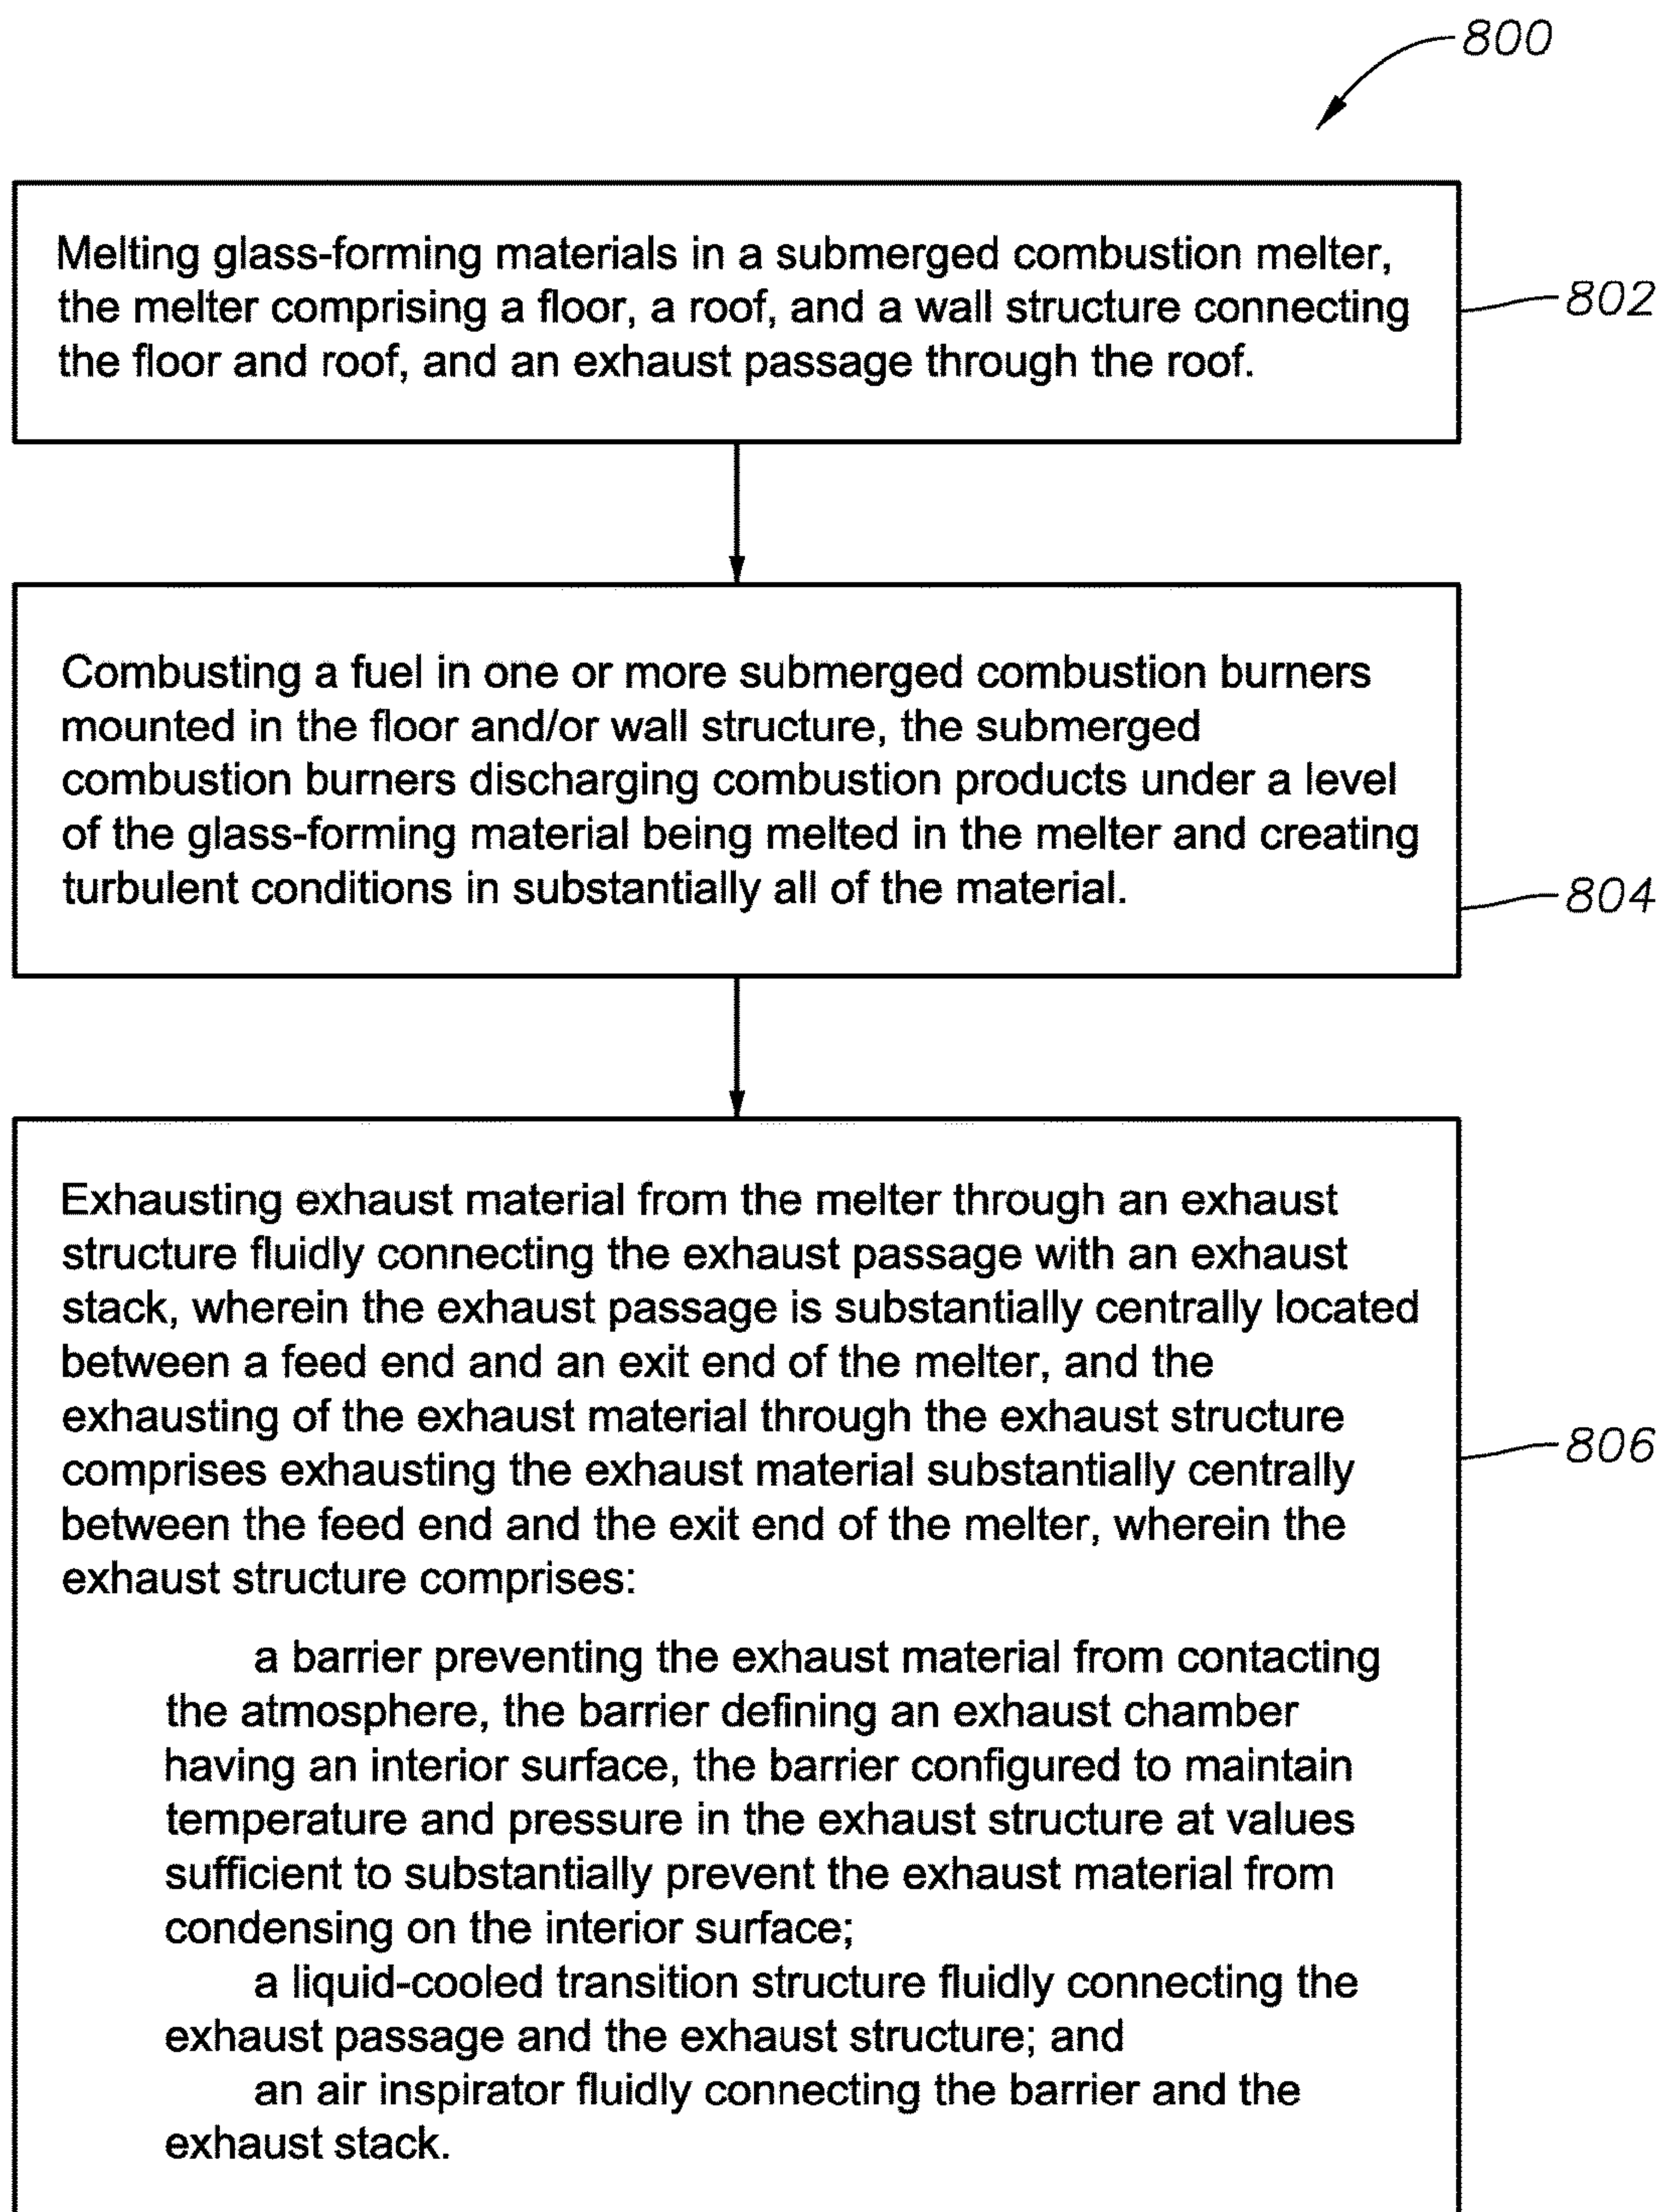 800
Melting glass-forming materials in a submerged combustion melter,
the melter comprising a floor, a roof, and a wall structure connecting
the floor and roof, and an exhaust passage through the roof.
802
Combusting a fuel in one or more submerged combustion burners
mounted in the floor and/or wall structure, the submerged
combustion burners discharging combustion products under a level
of the glass-forming material being melted in the melter and creating
turbulent conditions in substantially all of the material.
804
Exhausting exhaust material from the melter through an exhaust
structure fluidly connecting the exhaust passage with an exhaust
stack, wherein the exhaust passage is substantially centrally located
between a feed end and an exit end of the melter, and the
exhausting of the exhaust material through the exhaust structure
comprises exhausting the exhaust material substantially centrally
between the feed end and the exit end of the melter, wherein the
exhaust structure comprises:
806
a barrier preventing the exhaust material from contacting
the atmosphere, the barrier defining an exhaust chamber
having an interior surface, the barrier configured to maintain
temperature and pressure in the exhaust structure at values
sufficient to substantially prevent the exhaust material from
condensing on the interior surface;
a liquid-cooled transition structure fluidly connecting the
exhaust passage and the exhaust structure; and
an air inspirator fluidly connecting the barrier and the
exhaust stack.